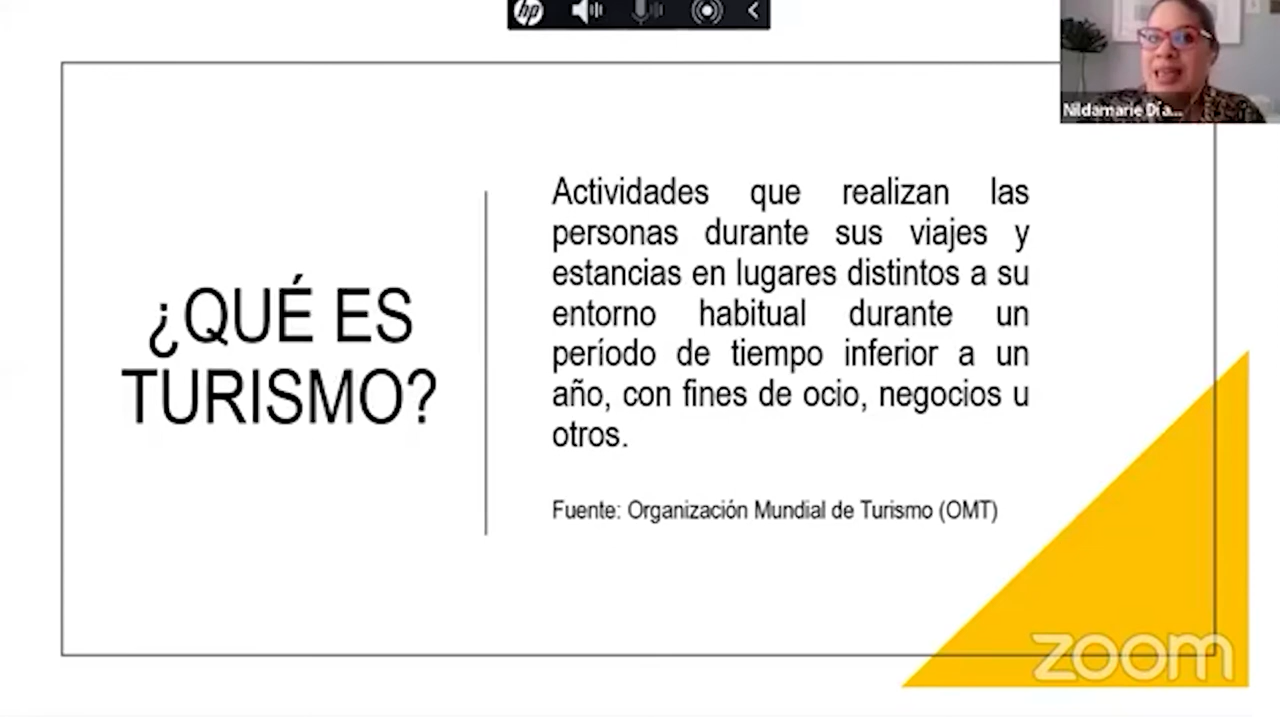 hp
Nildamarie Día...
¿QUÉ ES
TURISMO?
Actividades que realizan las
personas durante sus viajes y
estancias en lugares distintos a su
entorno habitual durante un
período de tiempo inferior a un
año, con fines de ocio, negocios u
otros.
Fuente: Organización Mundial de Turismo (OMT)
zoom